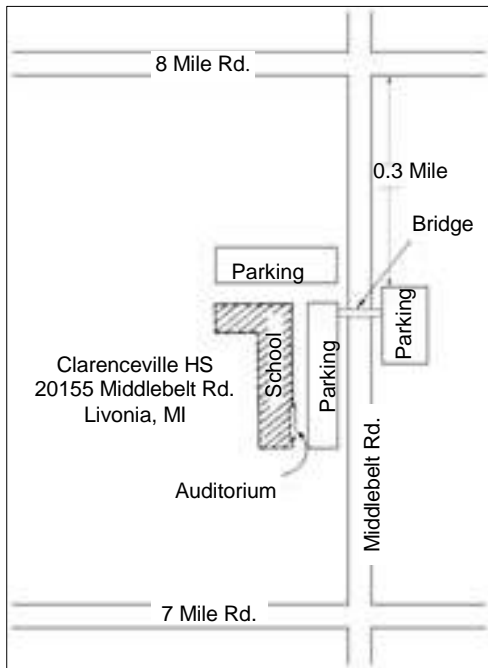 8 Mile Rd.
0.3 Mile
Bridge
Parking
Parking
School
Parking
Clarenceville HS
20155 Middlebelt Rd.
Livonia, MI
Auditorium
Middlebelt Rd.
7 Mile Rd.